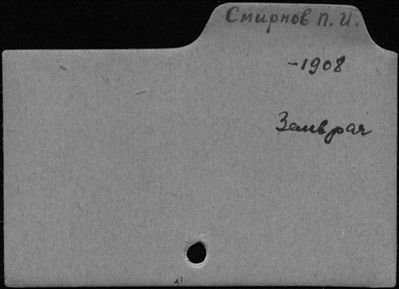 Смирнов П. И.
-1908
Земврач